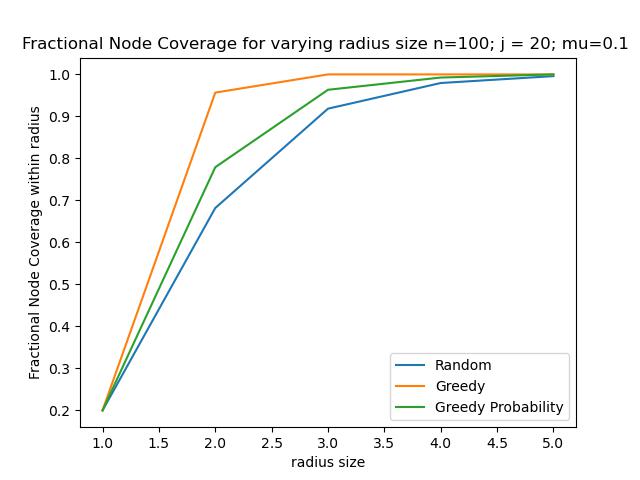 Fractional Node Coverage for varying radius size n=100; j = 20; mu=0.1
Fractional Node Coverage within radius
1.0
0.9
0.8
0.7
0.6
0.5
0.4
0.3
0.2
Random
Greedy
Greedy Probability
1.0 1.5 2.0 2.5 3.0 3.5 4.0 4.5 5.0
radius size